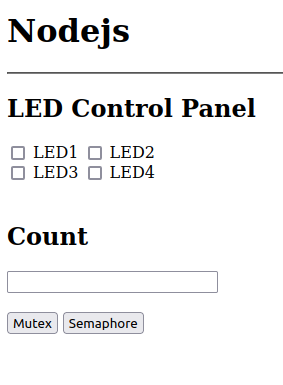 Nodejs
LED Control Panel
LED1 LED2
LED3 LED4
Count
Mutex Semaphore